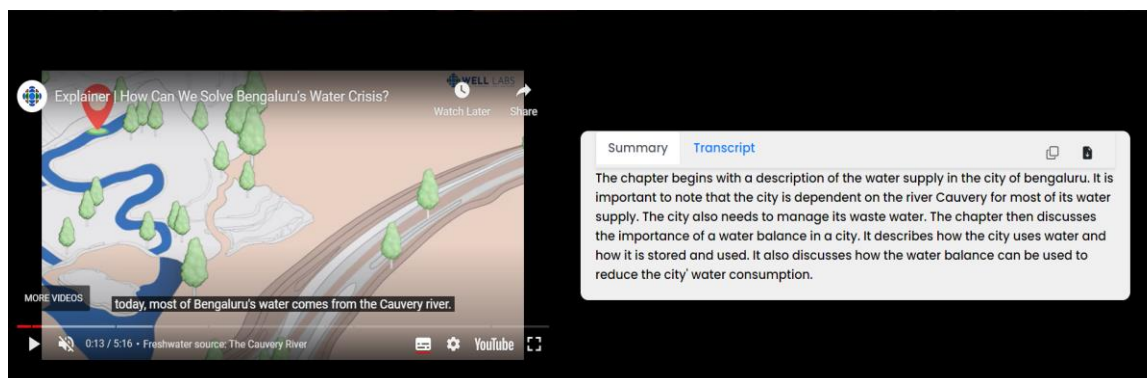 WELL LABS
Explainer | How Can We Solve Bengaluru's Water Crisis?
Watch Later
Share
MORE VIDEOS
today, most of Bengaluru's water comes from the Cauvery river.
0:13 / 5:16 • Freshwater source: The Cauvery River
YouTube
Summary
Transcript
The chapter begins with a description of the water supply in the city of bengaluru. It is
important to note that the city is dependent on the river Cauvery for most of its water
supply. The city also needs to manage its waste water. The chapter then discusses
the importance of a water balance in a city. It describes how the city uses water and
how it is stored and used. It also discusses how the water balance can be used to
reduce the city' water consumption.